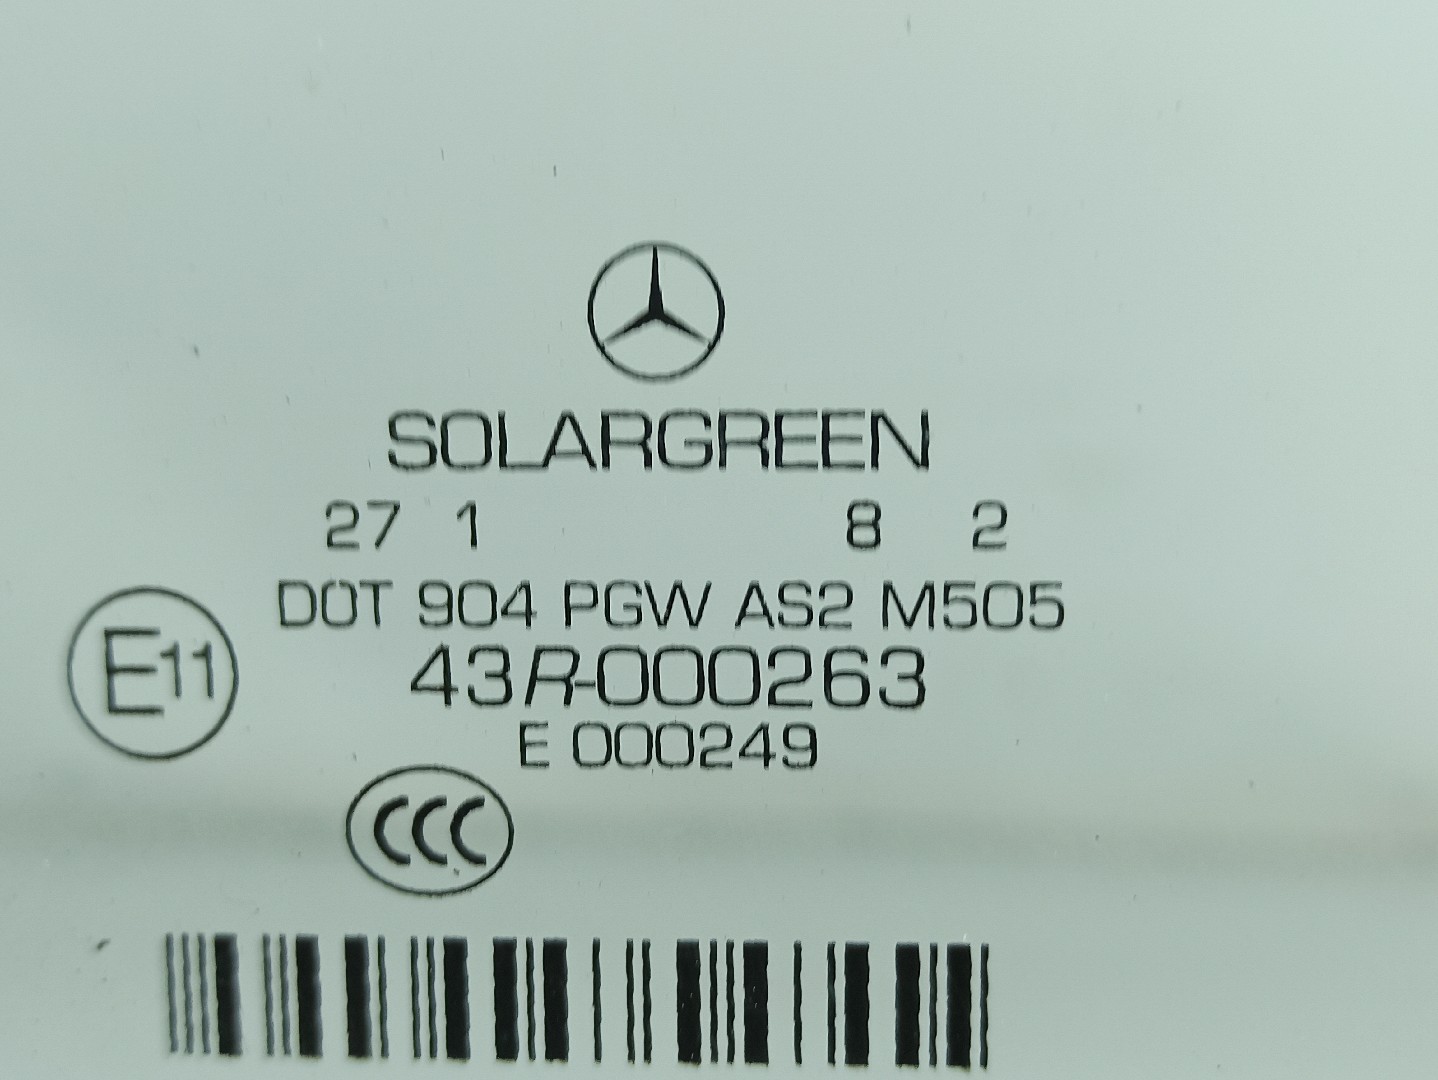 SOLARGREEN
27 1 8 2
DOT 904 PGW AS2 M505
E11
43R-000263
E 000249
CCC